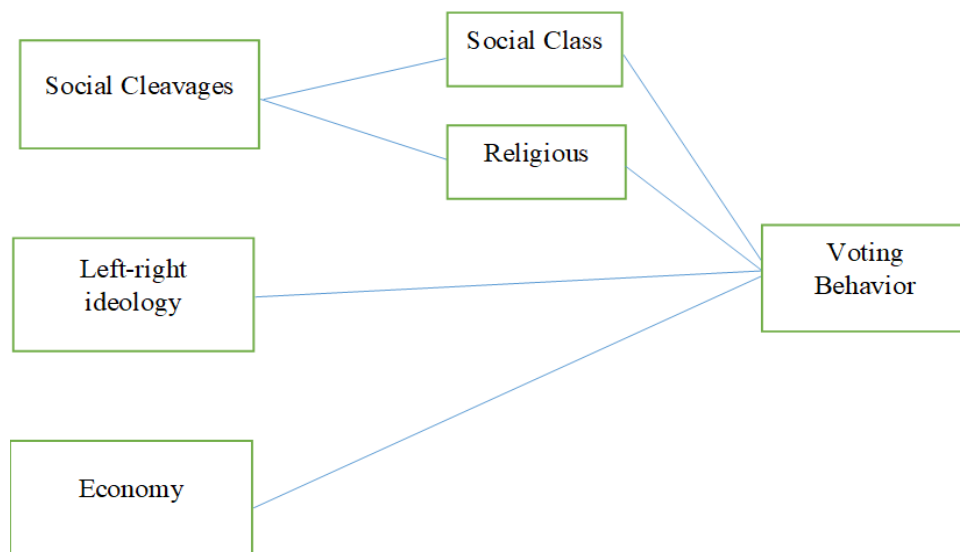 Social Class
Social Cleavages
Religious
Left-right
ideology
Voting
Behavior
Economy